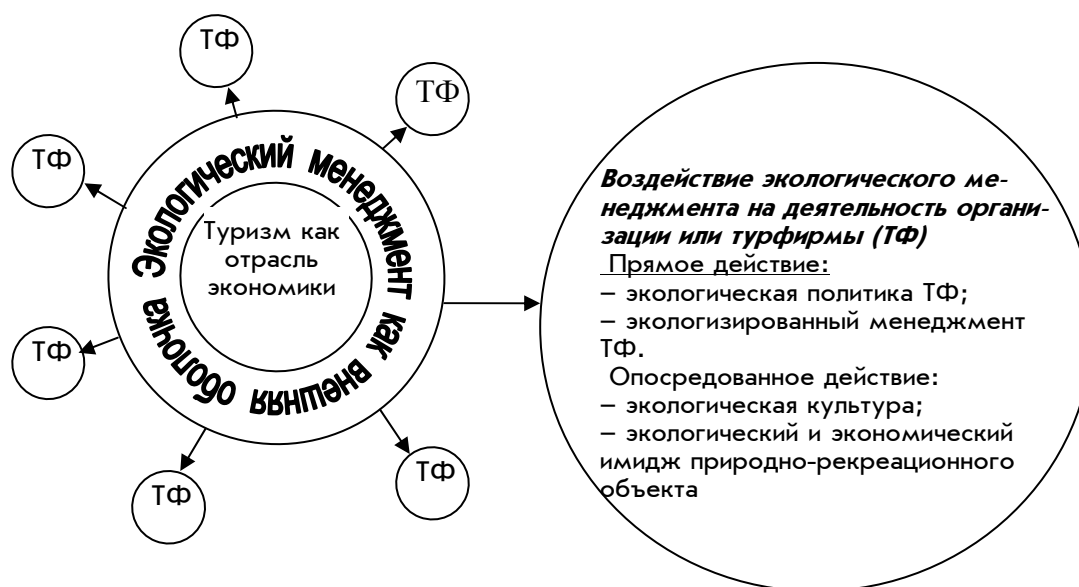 ТФ
ТФ
ТФ
ТФ
ТФ
ТФ
Экологический менеджмент как внешняя оболочка
Туризм как
отрасль
экономики
Воздействие экологического ме-
неджмента на деятельность органи-
зации или турфирмы (ТФ)
Прямое действие:
– экологическая политика ТФ;
– экологизированный менеджмент
ТФ.
Опосредованное действие:
– экологическая культура;
– экологический и экономический
имидж природно-рекреационного
объекта
ТФ